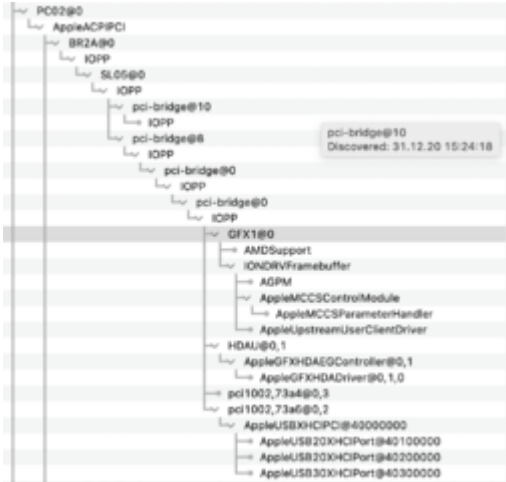 PC02@0
AppleACPIPCI
BR2A@0
IOPP
SL05@0
IOPP
pci-bridge@10
IOPP
pci-bridge@10
Discovered: 31.12.20 15:24:18
pci-bridge@8
IOPP
pci-bridge@0
IOPP
pci-bridge@0
IOPP
GFX1@0
AMDSupport
IONDRVFramebuffer
AGPM
AppleMCCSControlModule
AppleMCCSParameterHandler
AppleUpstreamUserClientDriver
HDAU@0,1
AppleGFXHDAEGController@0,1
AppleGFXHDADriver@0,1,0
pci1002,73a4@0,3
pci1002,73a6@0,2
AppleUSBXHCIPCI@40000000
AppleUSB20XHCIPort@40100000
AppleUSB20XHCIPort@40200000
AppleUSB30XHCIPort@40300000